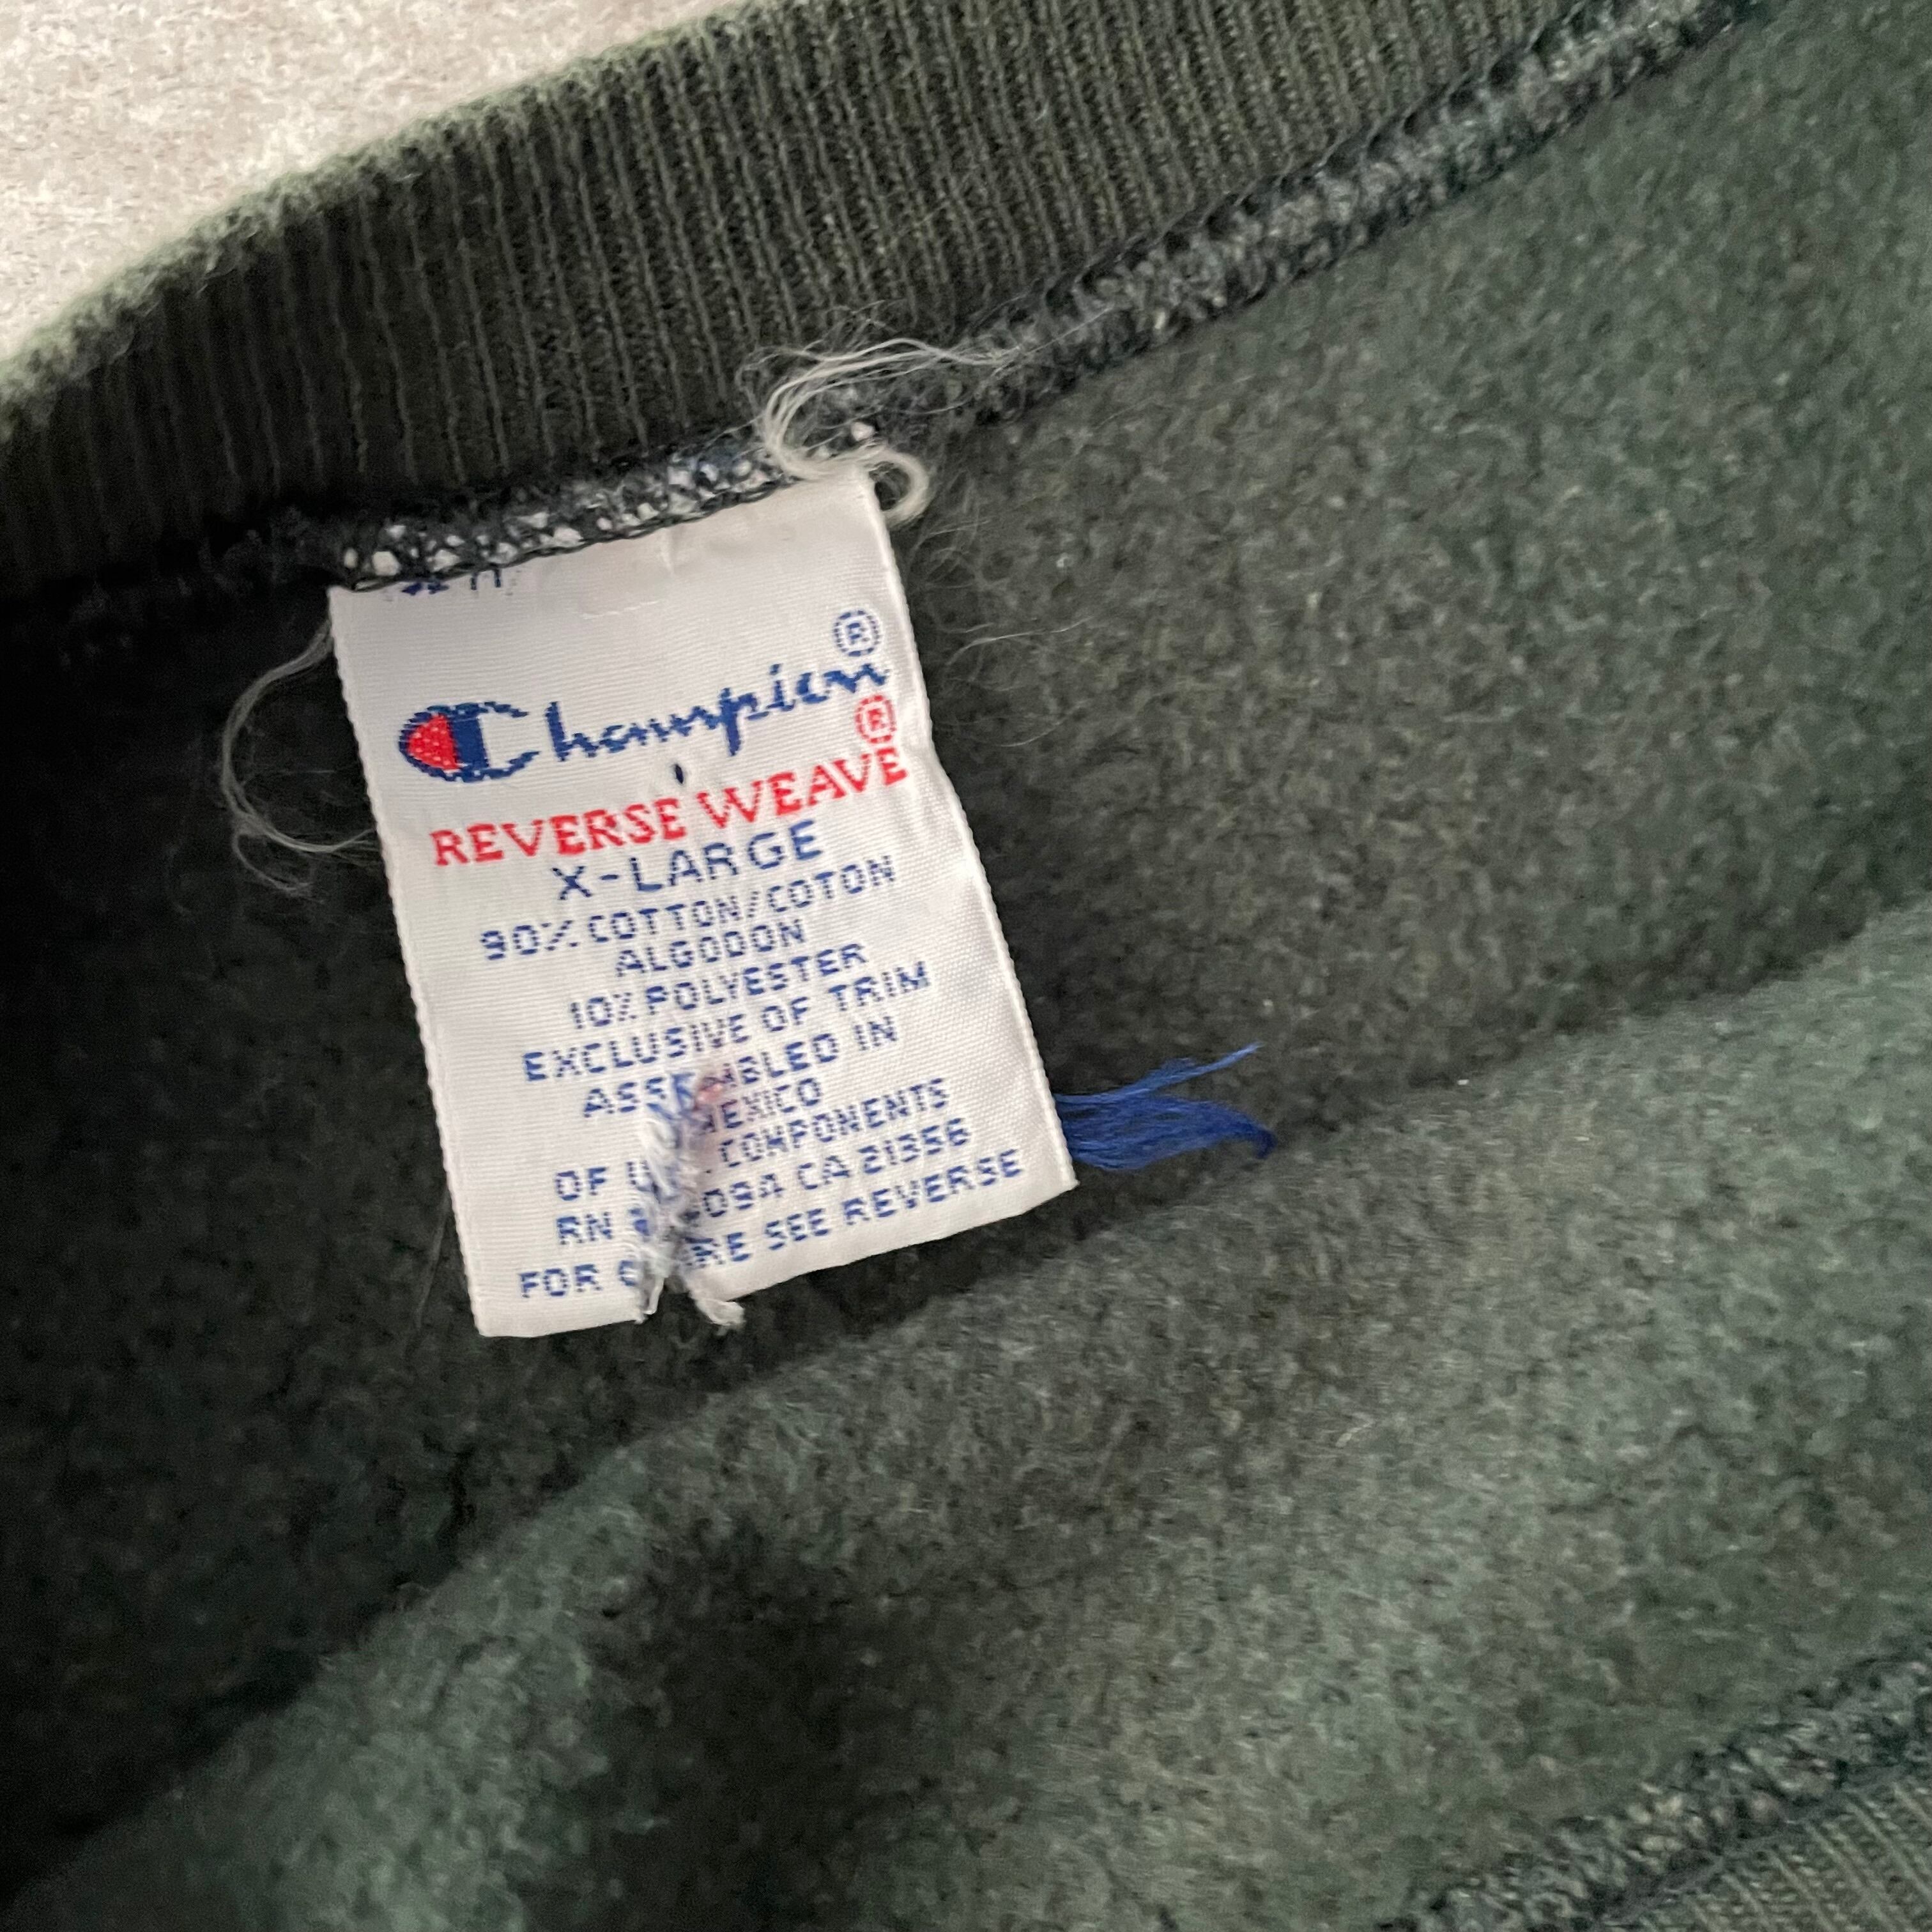 ®
Champion
®
REVERSE WEAVE
X-LARGE
90% COTTON/COTON
ALGODON
10% POLYESTER
EXCLUSIVE OF TRIM
ASSEMBLED IN
MEXICO
OF COMPONENTS
RN CA 21356
FOR CARE SEE REVERSE